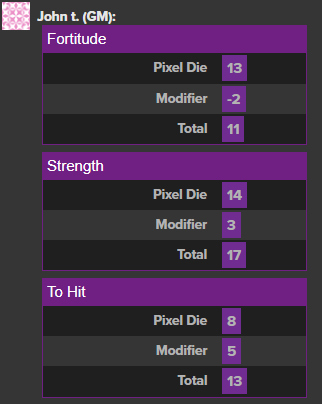 John t. (GM):
Fortitude
Pixel Die 13
Modifier -2
Total 11
Strength
Pixel Die 14
Modifier 3
Total 17
To Hit
Pixel Die 8
Modifier 5
Total 13